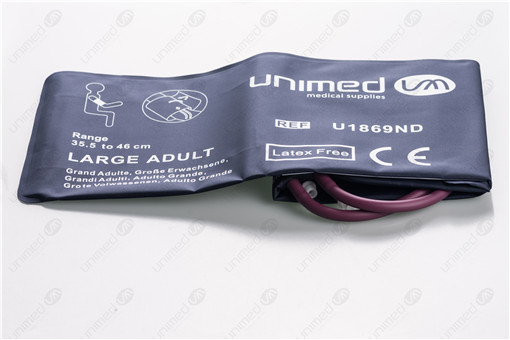 unimed um
medical supplies
REF U1869ND
Latex Free CE
Range
35.5 to 46 cm
LARGE ADULT
Grand Adulte, Große Erwachsene,
Grandi Adulti, Adulto Grande,
Grote Volwassenen, Adulto Grande